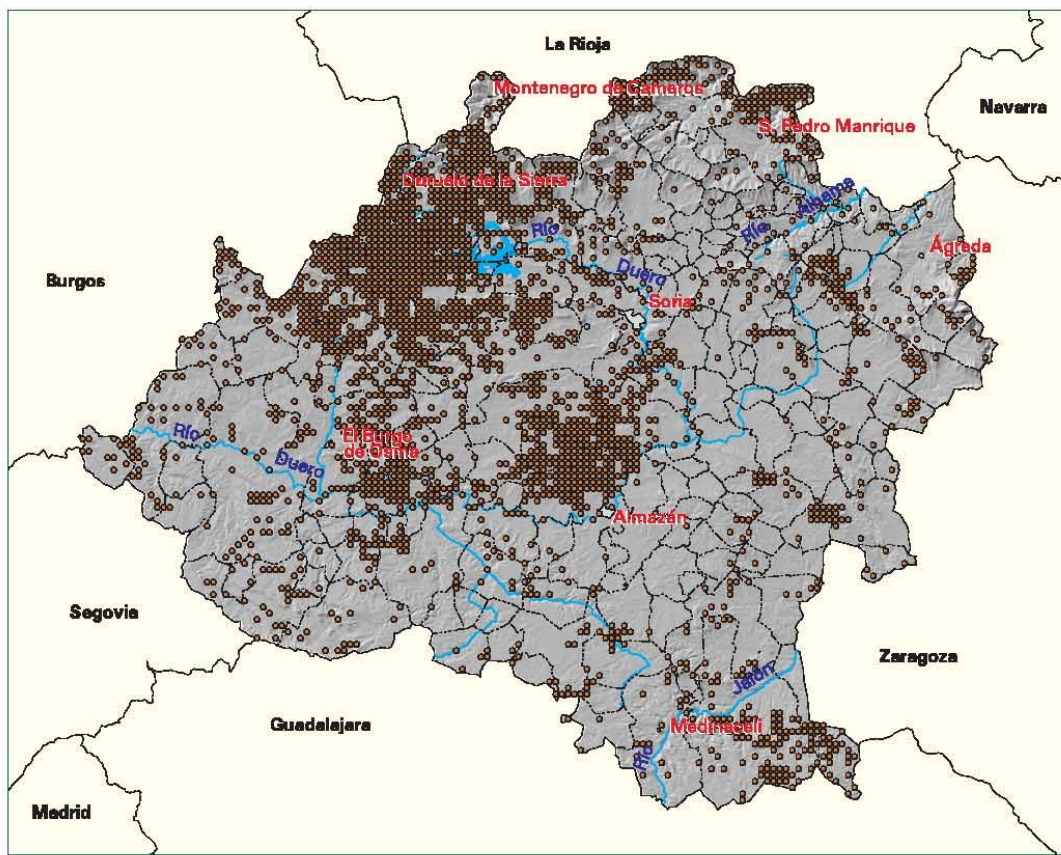 La Rioja
Montenegro de Cameros
Navarra
S. Pedro Manrique
Duruelo de la Sierra
Río
Alhama
Río
Ágreda
Burgos
Duero
Soria
Río
Duero
El Burgo
de Osma
Almazán
Segovia
Zaragoza
Jalón
Guadalajara
Medinaceli
Río
Madrid